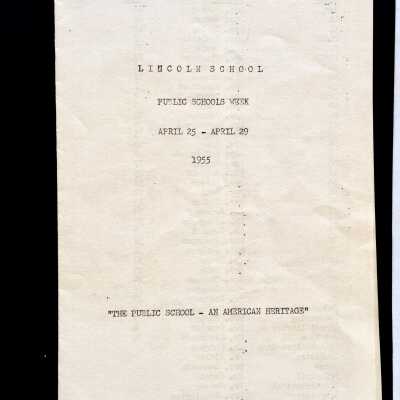 LINCOLN SCHOOL
PUBLIC SCHOOLS WEEK
APRIL 25 - APRIL 29
1955
"THE PUBLIC SCHOOL - AN AMERICAN HERITAGE"